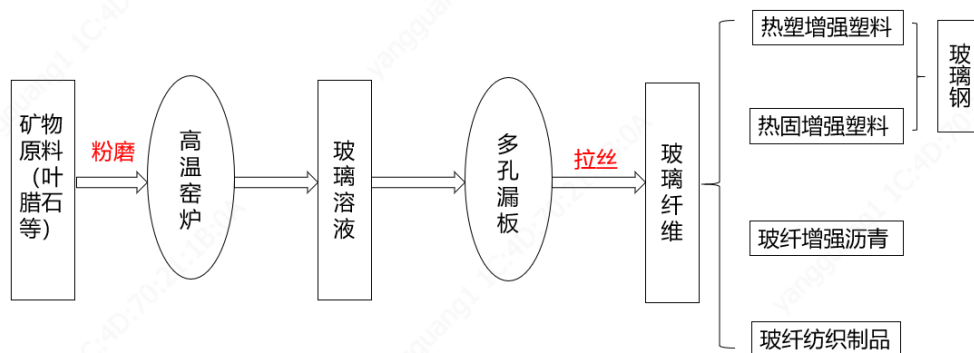 矿物
原料
（叶
腊石
等）
粉磨
高温窑炉
玻璃溶液
多孔漏板
拉丝
玻璃纤维
热塑增强塑料
热固增强塑料
玻纤增强沥青
玻纤纺织制品
玻璃钢